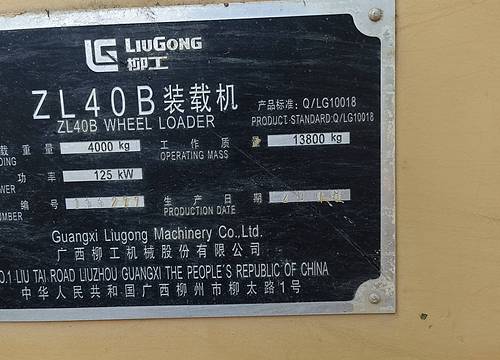 LIUGONG
柳工
ZL40B装载机
ZL40B WHEEL LOADER
产品标准: Q/LG10018
PRODUCT STANDARD:Q/LG10018
载重量 4000 kg 工作质量 13800 kg
OPERATING MASS
功率 125 kW
编号 生产日期
PRODUCTION DATE
Guangxi Liugong Machinery Co.,Ltd.
广西柳工机械股份有限公司
NO.1 LIU TAI ROAD LIUZHOU GUANGXI THE PEOPLE'S REPUBLIC OF CHINA
中华人民共和国广西柳州市柳太路1号